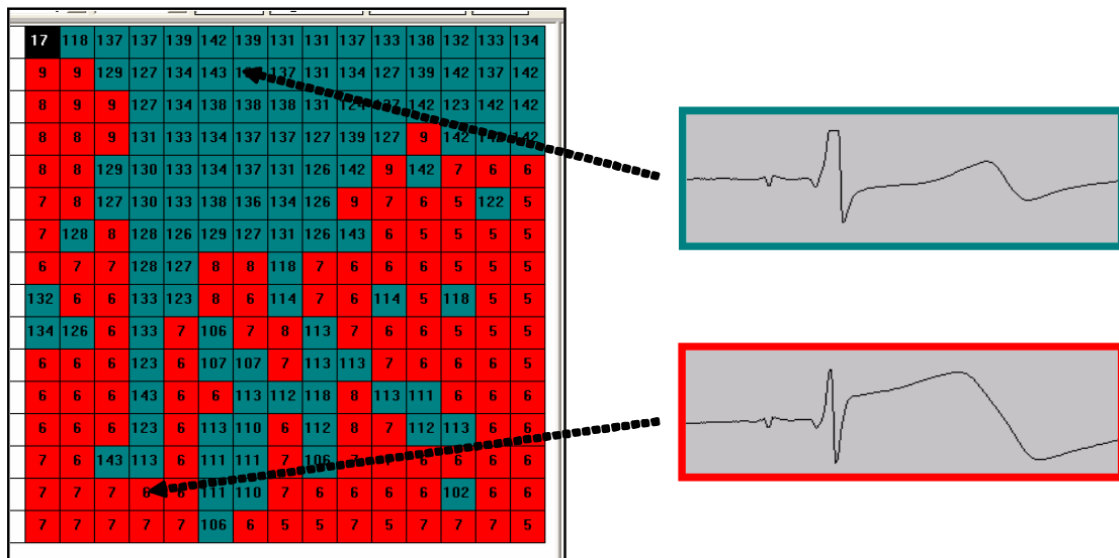 17 118 137 137 139 142 139 131 131 137 133 138 132 133 134
9 9 129 127 134 143 137 131 134 127 139 142 137 142
8 9 9 127 134 138 138 138 131 142 123 142 142
8 8 9 131 133 134 137 137 127 139 127 9 142
8 8 129 130 133 134 137 131 126 142 9 142 7 6 6
7 8 127 130 133 138 136 134 126 9 7 6 5 122 5
7 128 8 128 126 129 127 131 126 143 6 5 5 5 5
6 7 7 128 127 8 8 118 7 6 6 6 5 5 5
132 6 6 133 123 8 6 114 7 6 114 5 118 5 5
134 126 6 133 7 106 7 8 113 7 6 6 5 5 5
6 6 6 123 6 107 107 7 113 113 7 6 6 6 5
6 6 6 143 6 6 113 112 118 8 113 111 6 6 6
6 6 6 123 6 113 110 6 112 8 7 112 113 6 6
7 6 143 113 6 111 111 7 106 6 6 6
7 7 7 111 110 7 6 6 6 6 102 6 6
7 7 7 7 7 106 6 5 5 7 5 7 7 7 5